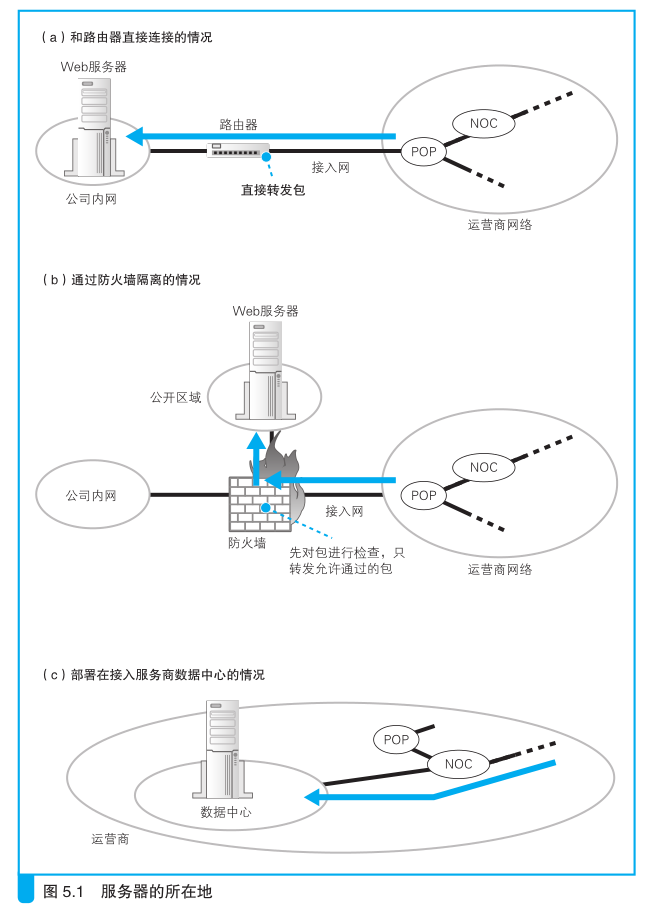 （a）和路由器直接连接的情况
Web服务器
路由器
NOC
POP
接入网
直接转发包
公司内网
运营商网络
（b）通过防火墙隔离的情况
Web服务器
公开区域
NOC
公司内网
POP
接入网
防火墙
先对包进行检查，只
转发允许通过的包
运营商网络
（c）部署在接入服务商数据中心的情况
POP
NOC
数据中心
运营商
图 5.1　服务器的所在地